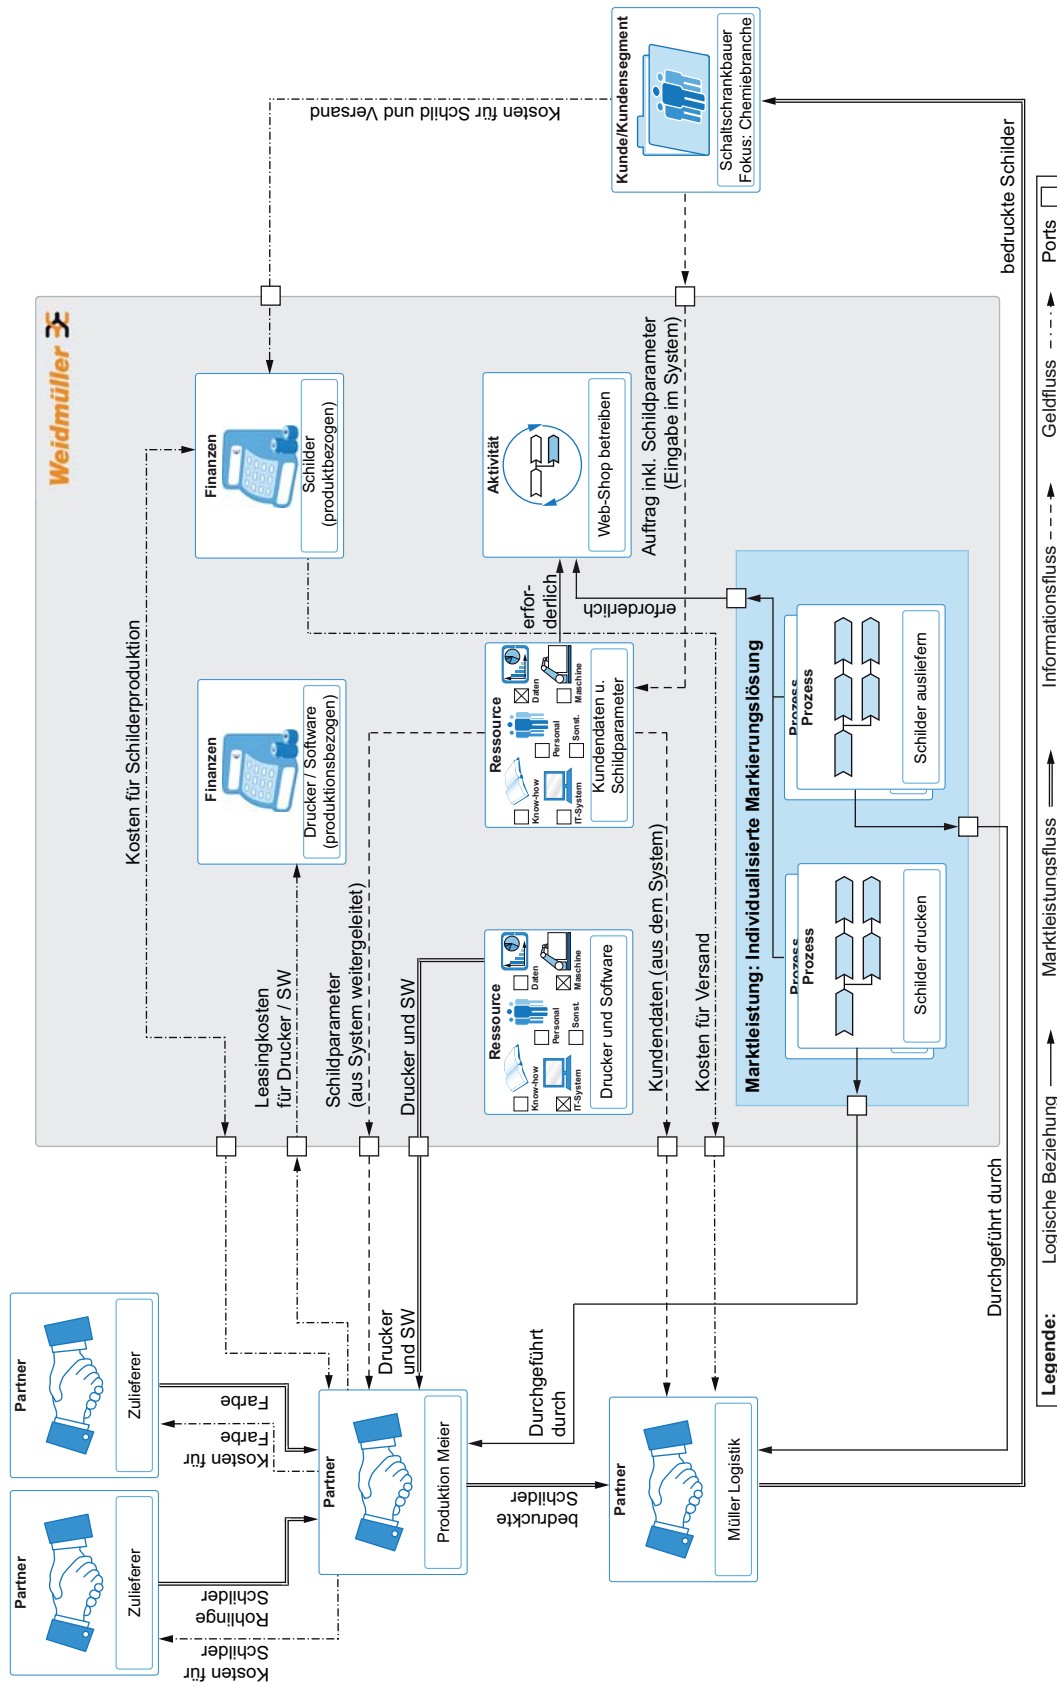 Weidmüller
Partner
Zulieferer
Partner
Zulieferer
Kosten für
Schilder
Rohlinge
Schilder
Kosten für
Farbe
Farbe
Partner
Produktion Meier
bedruckte
Schilder
Partner
Müller Logistik
Durchgeführt
durch
Drucker
und SW
Kosten für Schilderproduktion
Leasingkosten
für Drucker / SW
Schildparameter
(aus System weitergeleitet)
Drucker und SW
Kundendaten (aus dem System)
Kosten für Versand
Finanzen
Drucker / Software
(produktionsbezogen)
Finanzen
Schilder
(produktbezogen)
Kosten für Schild und Versand
Ressource
Know-how
Personal
Daten
IT-System
Sonst.
Maschine
Drucker und Software
Ressource
Know-how
Personal
Daten
IT-System
Sonst.
Maschine
Kundendaten u.
Schildparameter
erfor-
derlich
erforderlich
Aktivität
Web-Shop betreiben
Auftrag inkl. Schildparameter
(Eingabe im System)
Kunde/Kundensegment
Schaltschrankbauer
Fokus: Chemiebranche
Marktleistung: Individualisierte Markierungslösung
Prozess
Prozess
Schilder drucken
Prozess
Prozess
Schilder ausliefern
Durchgeführt durch
bedruckte Schilder
Legende:
Logische Beziehung
Marktleistungsfluss
Informationsfluss
Geldfluss
Ports